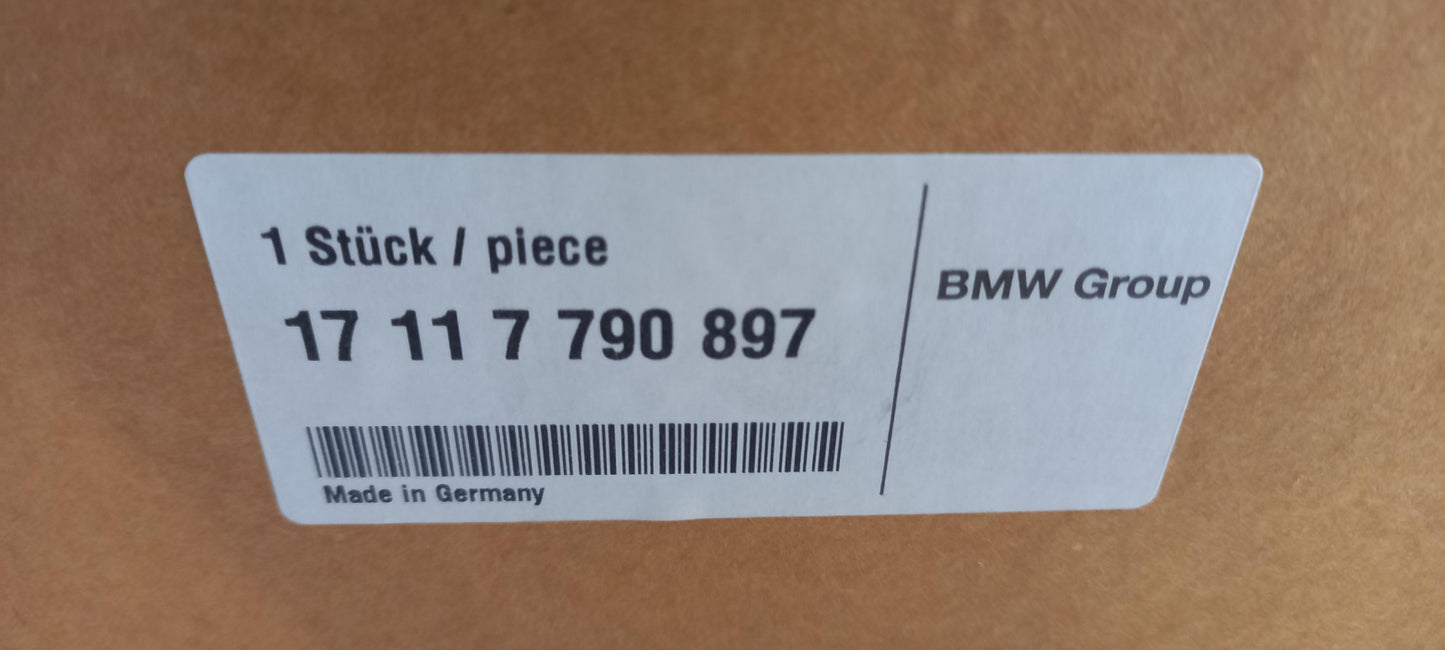 1 Stück / piece
17 11 7 790 897
Made in Germany
BMW Group